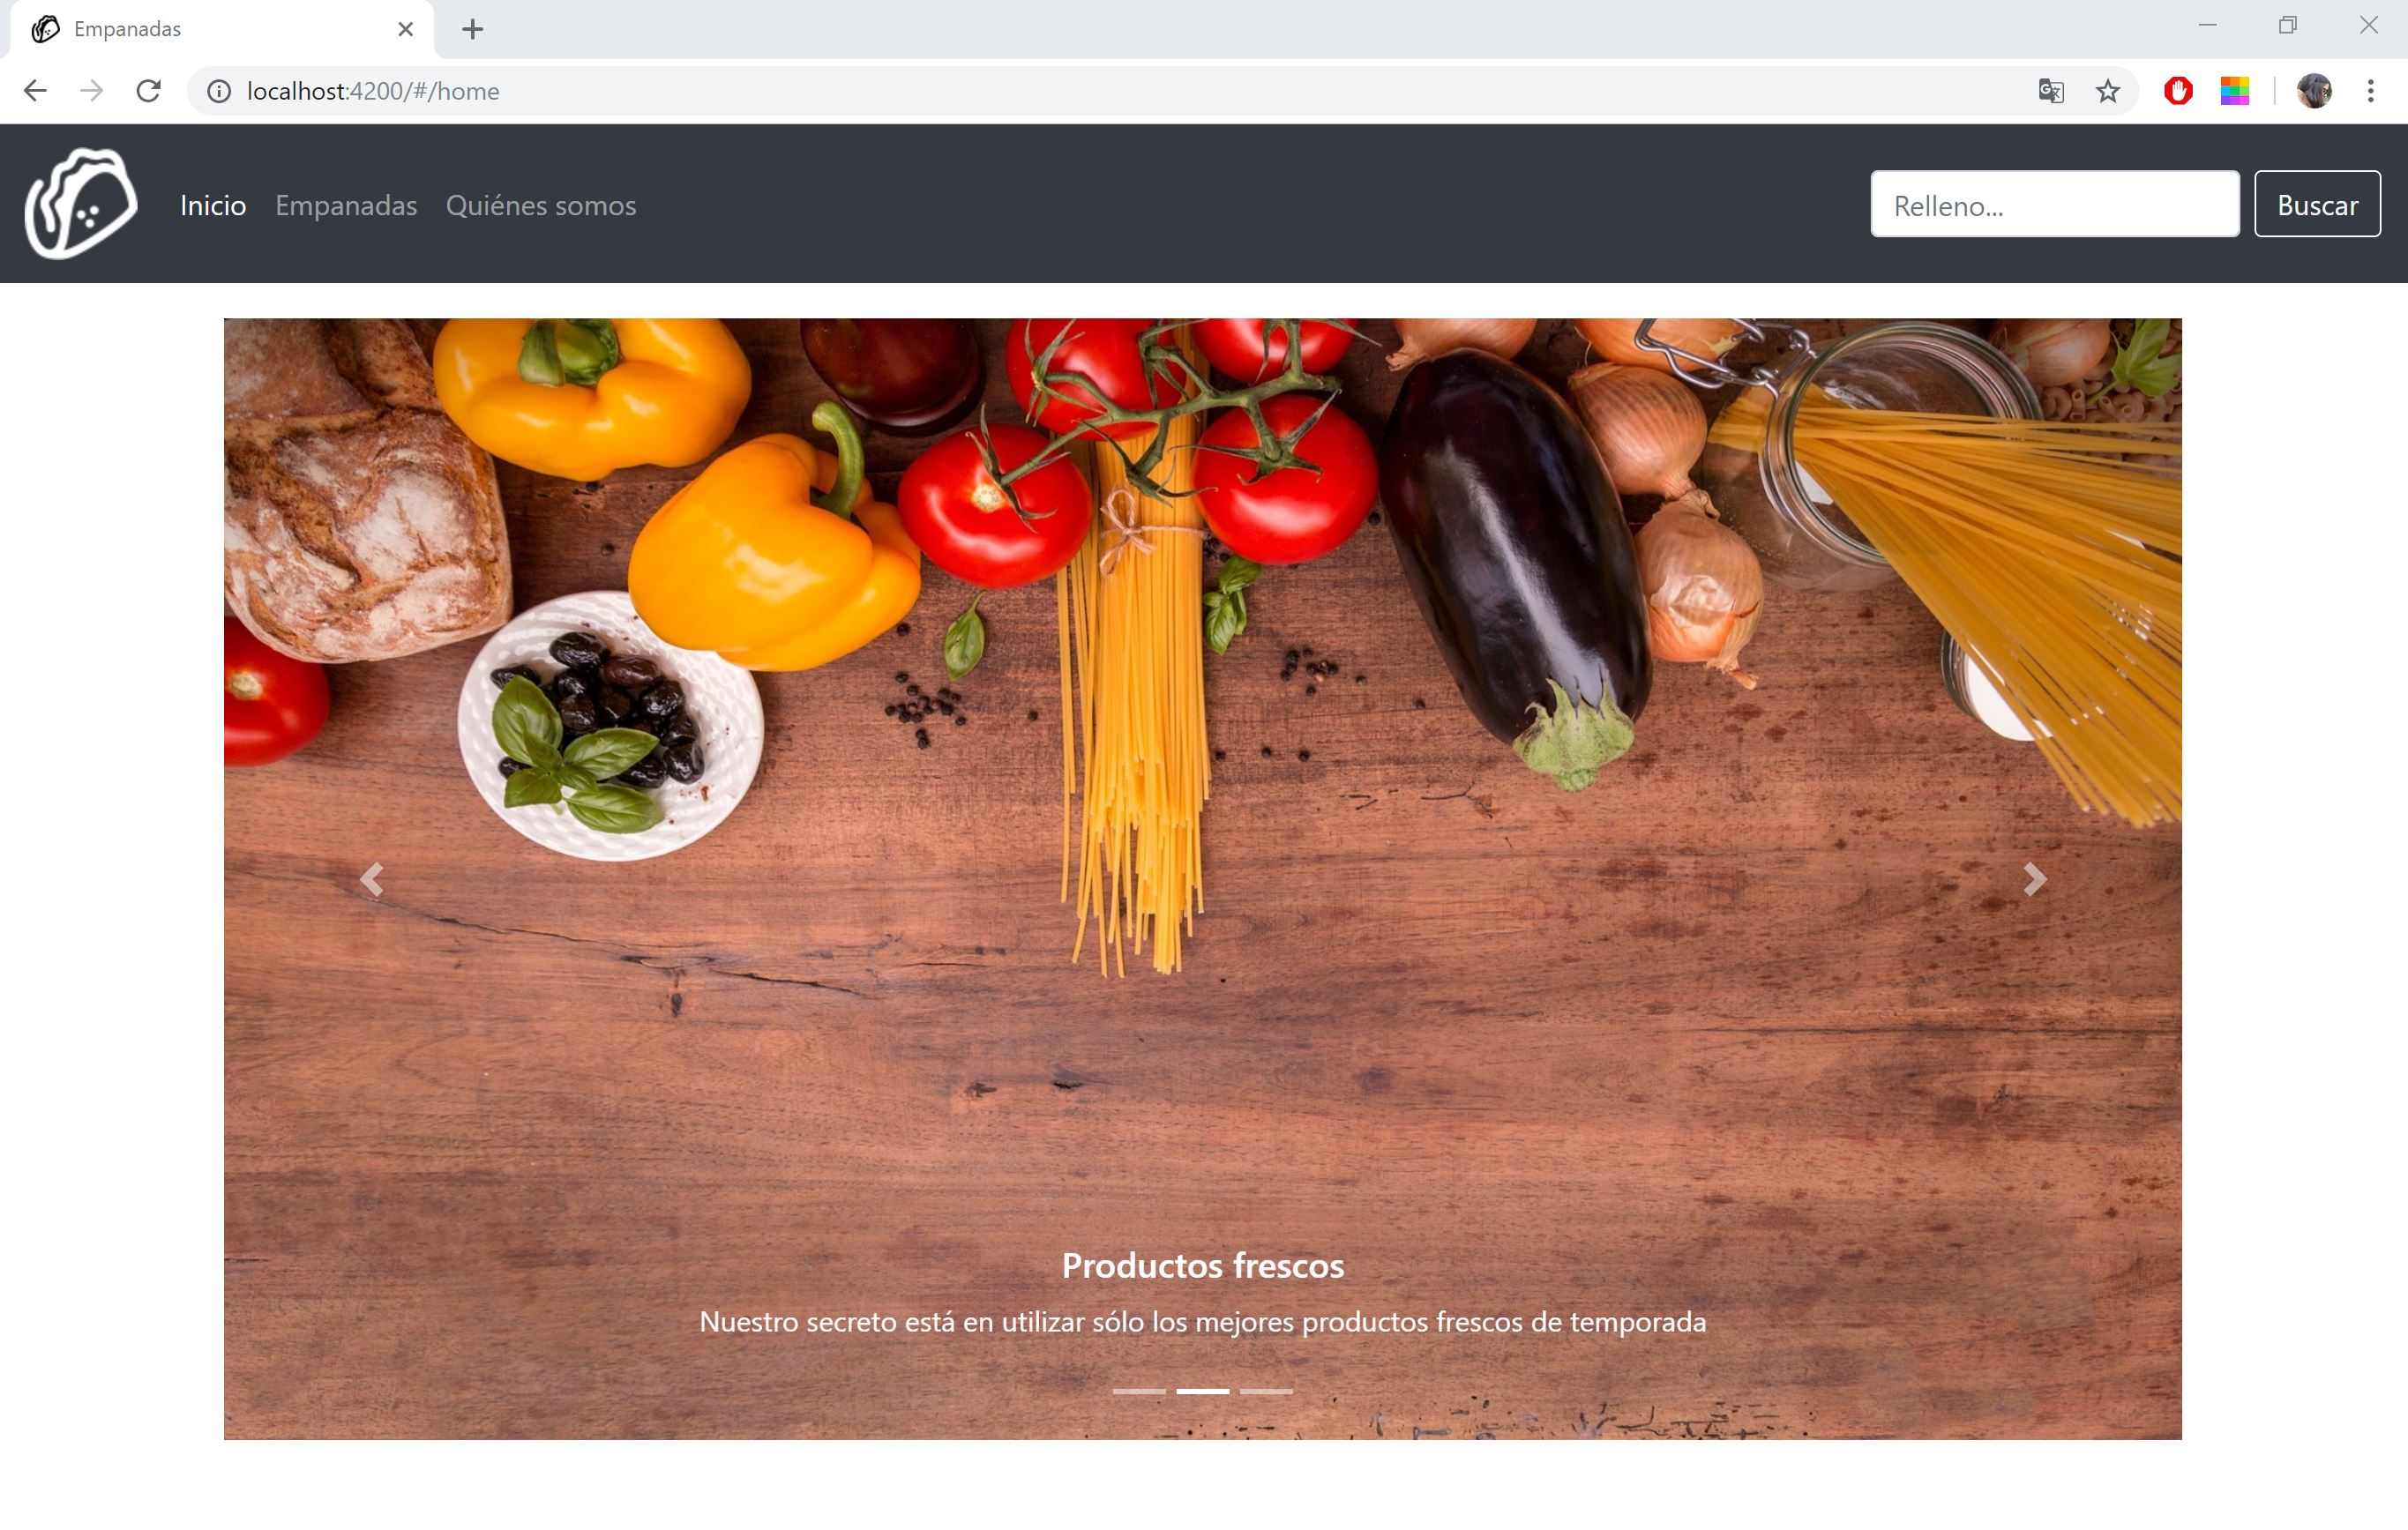 Empanadas
localhost:4200/#/home
Inicio Empanadas Quiénes somos Relleno... Buscar
Productos frescos
Nuestro secreto está en utilizar sólo los mejores productos frescos de temporada